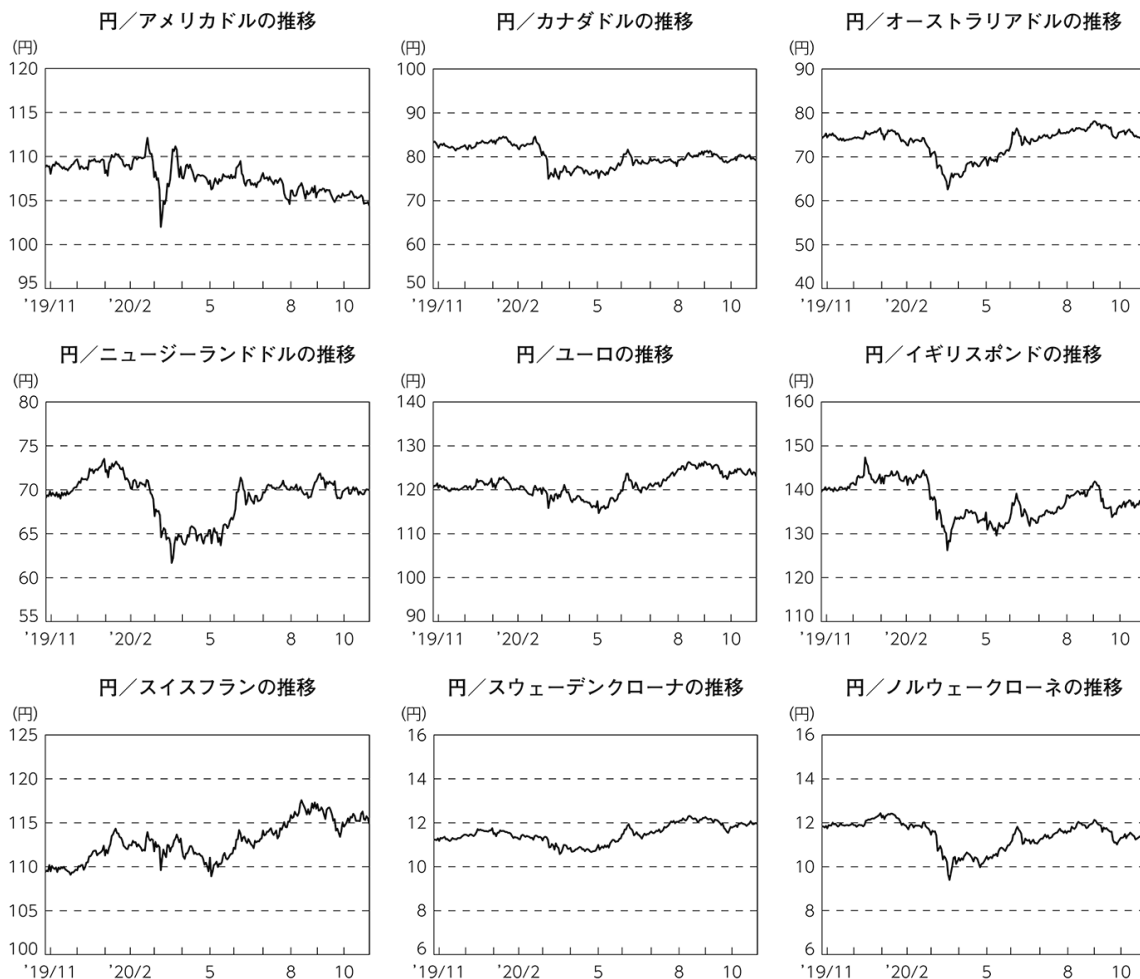 円／アメリカドルの推移
(円)
120
115
110
105
100
95
'19/11 '20/2 5 8 10
円／カナダドルの推移
(円)
100
90
80
70
60
50
'19/11 '20/2 5 8 10
円／オーストラリアドルの推移
(円)
90
80
70
60
50
40
'19/11 '20/2 5 8 10
円／ニュージーランドドルの推移
(円)
80
75
70
65
60
55
'19/11 '20/2 5 8 10
円／ユーロの推移
(円)
140
130
120
110
100
90
'19/11 '20/2 5 8 10
円／イギリスポンドの推移
(円)
160
150
140
130
120
110
'19/11 '20/2 5 8 10
円／スイスフランの推移
(円)
125
120
115
110
105
100
'19/11 '20/2 5 8 10
円／スウェーデンクローナの推移
(円)
16
14
12
10
8
6
'19/11 '20/2 5 8 10
円／ノルウェークローネの推移
(円)
16
14
12
10
8
6
'19/11 '20/2 5 8 10